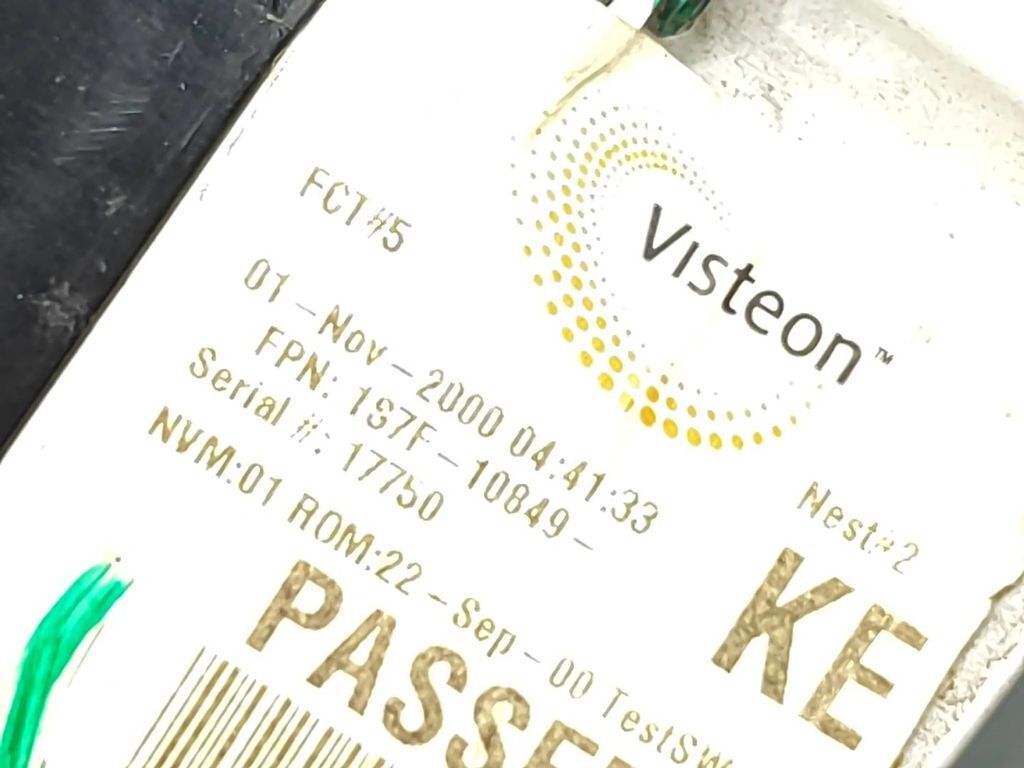 Visteon™
FCT#5
01-Nov-2000 04:41:33
FPN: 1S7F-10849-
Serial #: 17750
Nest#2
NVM:01 ROM:22-Sep-00 TestSW
KE
PASSE